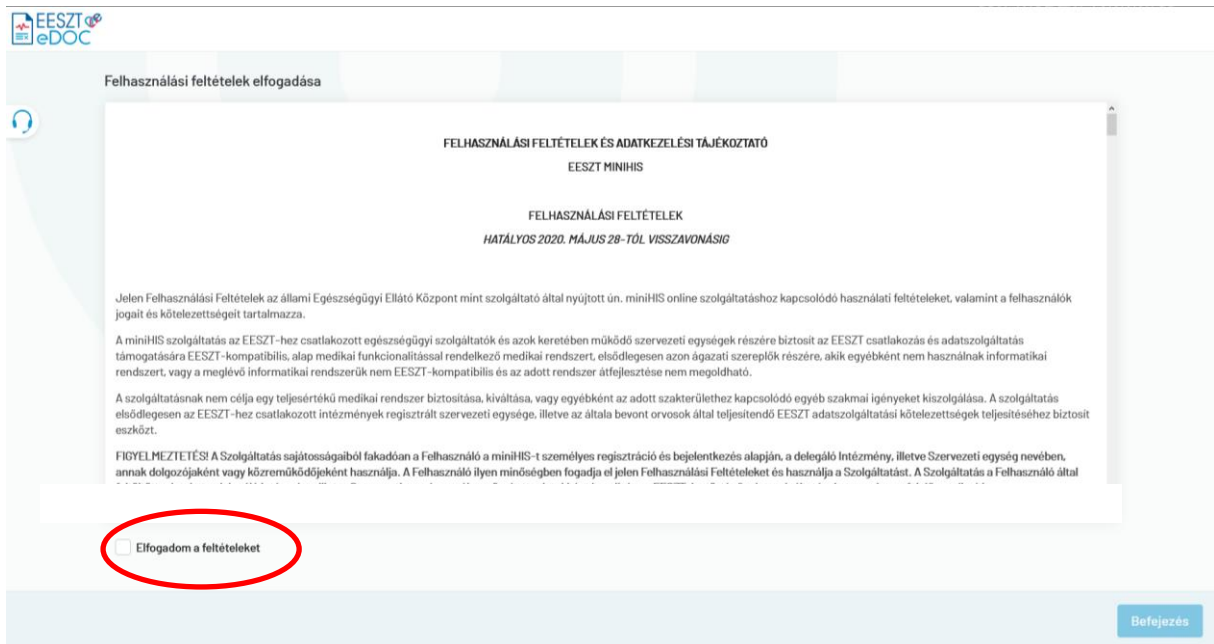 EESZT
eDOC
Felhasználási feltételek elfogadása
FELHASZNÁLÁSI FELTÉTELEK ÉS ADATKEZELÉSI TÁJÉKOZTATÓ
EESZT MINIHIS
FELHASZNÁLÁSI FELTÉTELEK
HATÁLYOS 2020. MÁJUS 28-TÓL VISSZAVONÁSIG
Jelen Felhasználási Feltételek az állami Egészségügyi Ellátó Központ mint szolgáltató által nyújtott ún. miniHIS online szolgáltatáshoz kapcsolódó használati feltételeket, valamint a felhasználók
jogait és kötelezettségeit tartalmazza.
A miniHIS szolgáltatás az EESZT-hez csatlakozott egészségügyi szolgáltatók és azok keretében működő szervezeti egységek részére biztosít az EESZT csatlakozás és adatszolgáltatás
támogatására EESZT-kompatibilis, alap medikai funkcionalitással rendelkező medikai rendszert, elsődlegesen azon ágazati szereplők részére, akik egyébként nem használnak informatikai
rendszert, vagy a meglévő informatikai rendszerük nem EESZT-kompatibilis és az adott rendszer átfejlesztése nem megoldható.
A szolgáltatásnak nem célja egy teljesértékű medikai rendszer biztosítása, kiváltása, vagy egyébként az adott szakterülethez kapcsolódó egyéb szakmai igényeket kiszolgálása. A szolgáltatás
elsődlegesen az EESZT-hez csatlakozott intézmények regisztrált szervezeti egysége, illetve az általa bevont orvosok által teljesítendő EESZT adatszolgáltatási kötelezettségek teljesítéséhez biztosít
eszközt.
FIGYELMEZTETÉS! A Szolgáltatás sajátosságaiból fakadóan a Felhasználó a miniHIS-t személyes regisztráció és bejelentkezés alapján, a delegáló Intézmény, illetve Szervezeti egység nevében,
annak dolgozójaként vagy közreműködőjeként használja. A Felhasználó ilyen minőségben fogadja el jelen Felhasználási Feltételeket és használja a Szolgáltatást. A Szolgáltatás a Felhasználó által
Elfogadom a feltételeket
Befejezés